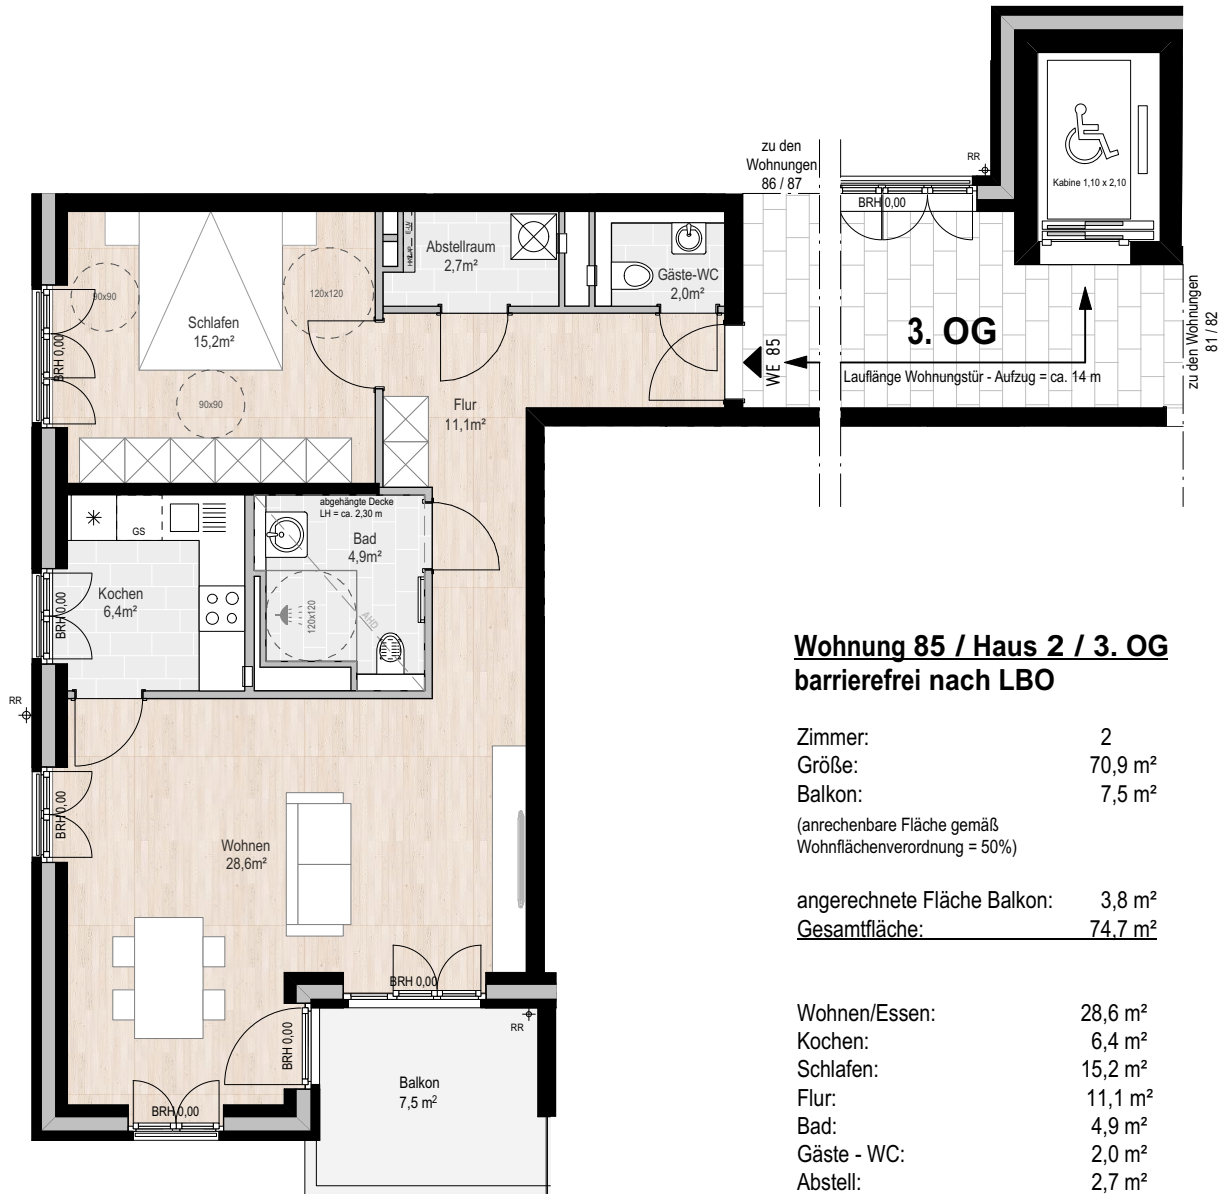 zu den
Wohnungen
86 / 87
RR
BRH 0,00
Kabine 1,10 x 2,10
3. OG
Lauflänge Wohnungstür - Aufzug = ca. 14 m
WE 85
zu den Wohnungen
81 / 82
Abstellraum
2,7m²
Gäste-WC
2,0m²
90x90
120x120
Schlafen
15,2m²
BRH 0,00
90x90
Flur
11,1m²
abgehängte Decke
LH = ca. 2,30 m
Bad
4,9m²
GS
Kochen
6,4m²
BRH 0,00
120x120
AHD
RR
BRH 0,00
Wohnen
28,6m²
BRH 0,00
RR
BRH 0,00
Balkon
7,5 m²
BRH 0,00
Wohnung 85 / Haus 2 / 3. OG
barrierefrei nach LBO
Zimmer: 2
Größe: 70,9 m²
Balkon: 7,5 m²
(anrechenbare Fläche gemäß
Wohnflächenverordnung = 50%)
angerechnete Fläche Balkon: 3,8 m²
Gesamtfläche: 74,7 m²
Wohnen/Essen: 28,6 m²
Kochen: 6,4 m²
Schlafen: 15,2 m²
Flur: 11,1 m²
Bad: 4,9 m²
Gäste - WC: 2,0 m²
Abstell: 2,7 m²